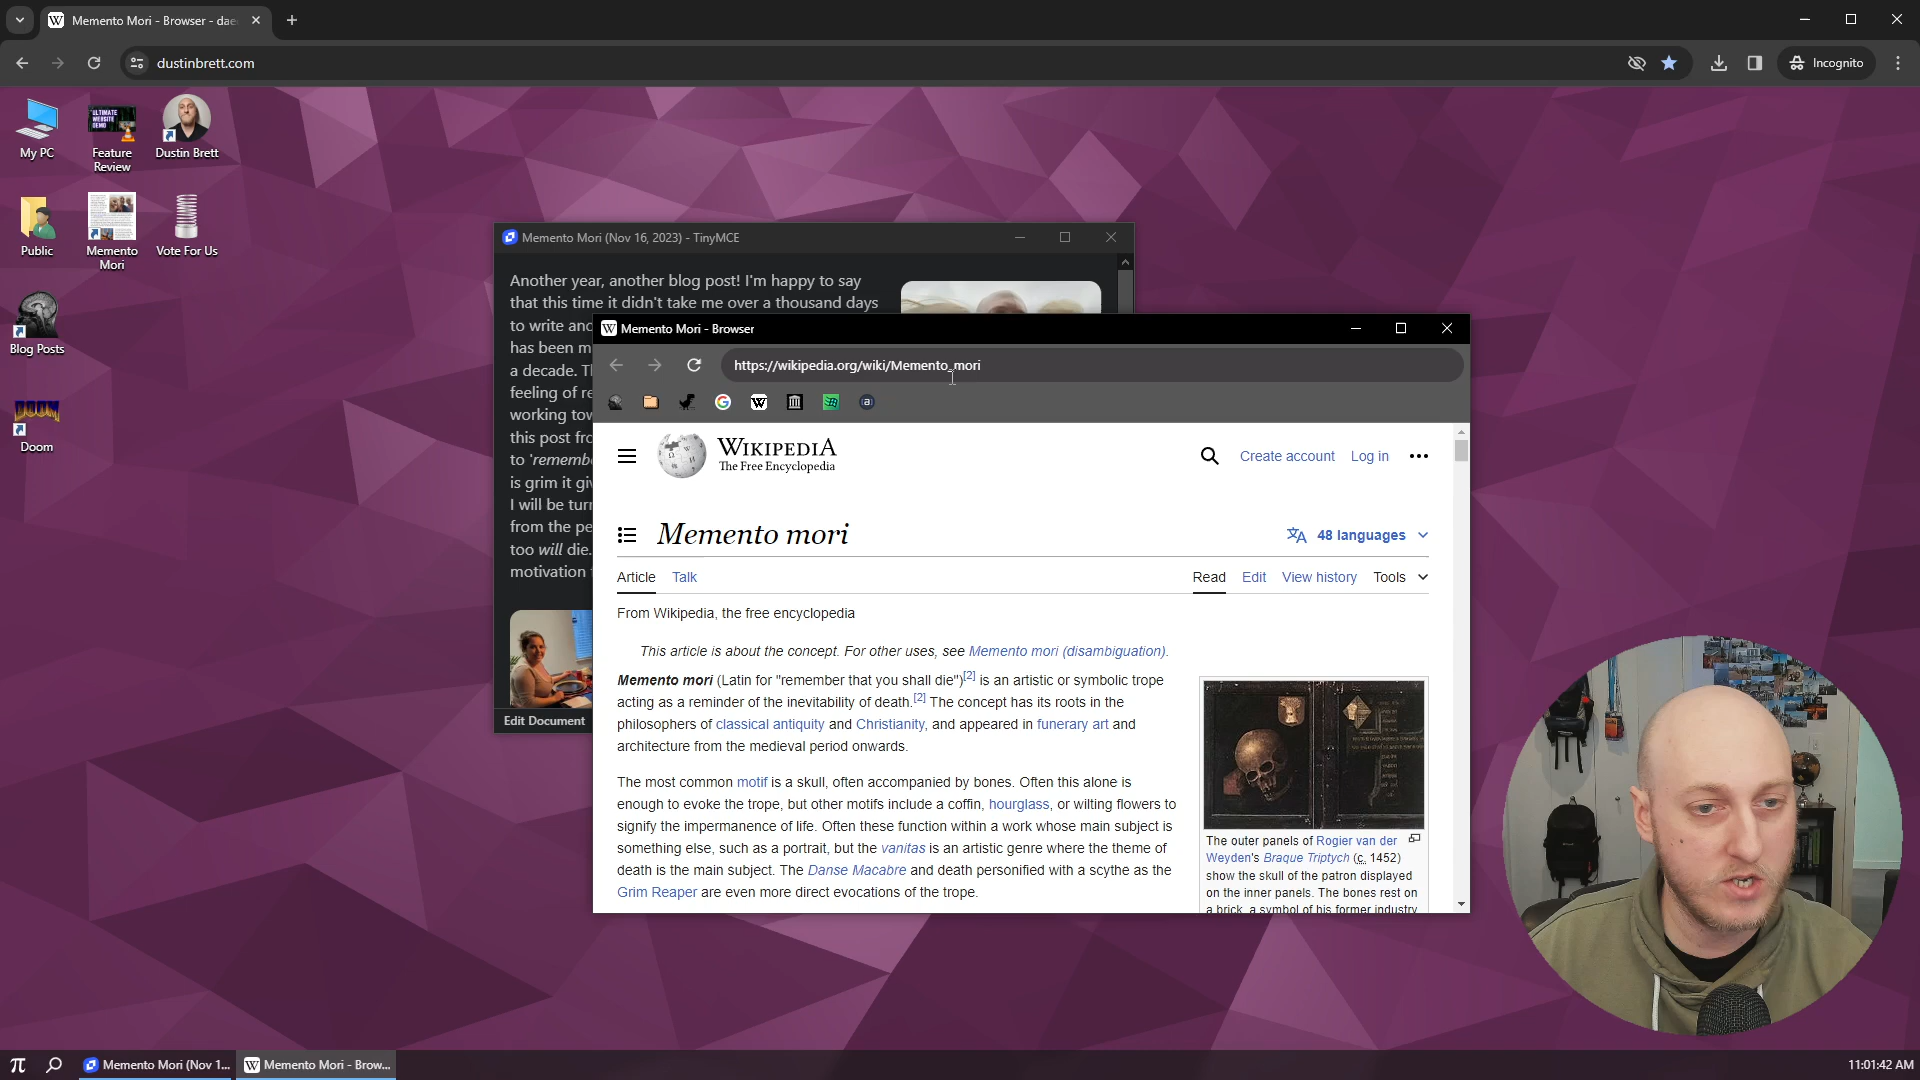 Memento Mori - Browser - dae
dustinbrett.com
Incognito
My PC
Feature Review
Dustin Brett
Public
Memento Mori
Vote For Us
Blog Posts
DOOM
Doom
ULTIMATE WEBSITE DEMO
Memento Mori (Nov 16, 2023) - TinyMCE
Another year, another blog post! I'm happy to say
that this time it didn't take me over a thousand days
to write and
has been m
a decade. T
feeling of re
working tow
this post fro
to 'rememb
is grim it giv
I will be turn
from the pe
too will die.
motivation
Edit Document
Memento Mori - Browser
https://wikipedia.org/wiki/Memento_mori
WIKIPEDIA
The Free Encyclopedia
Create account Log in
Memento mori
48 languages
Article Talk
Read Edit View history Tools
From Wikipedia, the free encyclopedia
This article is about the concept. For other uses, see Memento mori (disambiguation).
Memento mori (Latin for "remember that you shall die")[2] is an artistic or symbolic trope
acting as a reminder of the inevitability of death.[2] The concept has its roots in the
philosophers of classical antiquity and Christianity, and appeared in funerary art and
architecture from the medieval period onwards.
The most common motif is a skull, often accompanied by bones. Often this alone is
enough to evoke the trope, but other motifs include a coffin, hourglass, or wilting flowers to
signify the impermanence of life. Often these function within a work whose main subject is
something else, such as a portrait, but the vanitas is an artistic genre where the theme of
death is the main subject. The Danse Macabre and death personified with a scythe as the
Grim Reaper are even more direct evocations of the trope.
The outer panels of Rogier van der
Weyden's Braque Triptych (c. 1452)
show the skull of the patron displayed
on the inner panels. The bones rest on
a brick, a symbol of his former industry
Memento Mori (Nov 1...
Memento Mori - Brow...
11:01:42 AM